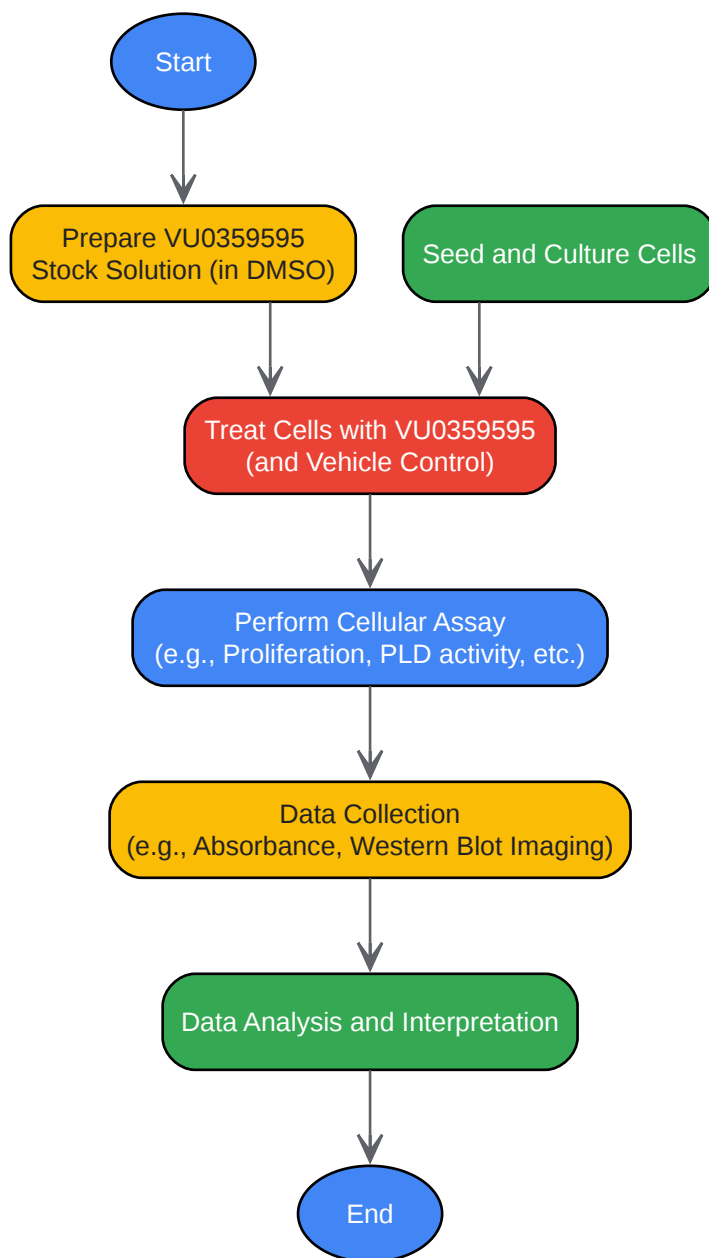 Start
Prepare VU0359595
Stock Solution (in DMSO)
Seed and Culture Cells
Treat Cells with VU0359595
(and Vehicle Control)
Perform Cellular Assay
(e.g., Proliferation, PLD activity, etc.)
Data Collection
(e.g., Absorbance, Western Blot Imaging)
Data Analysis and Interpretation
End